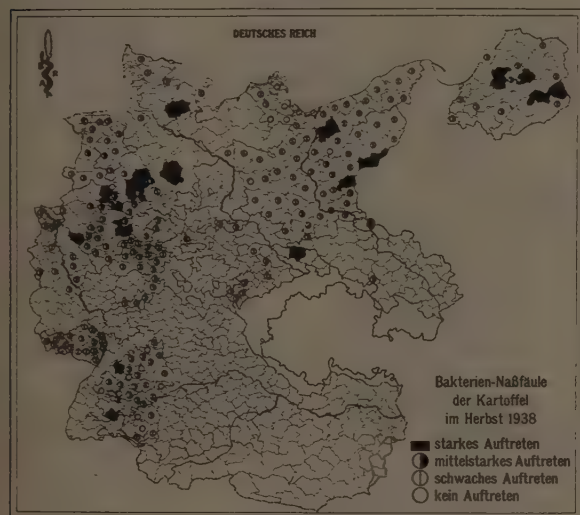 DEUTSCHES REICH
Bakterien-Naßfäule
der Kartoffel
im Herbst 1938
starkes Auftreten
mittelstarkes Auftreten
schwaches Auftreten
kein Auftreten